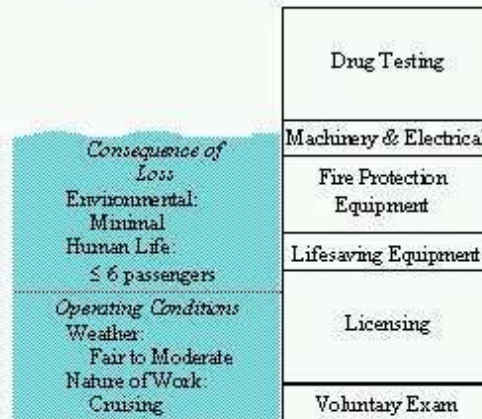 Consequence of
Loss
Environmental:
Minimal
Human Life:
≤ 6 passengers
Operating Conditions
Weather:
Fair to Moderate
Nature of Work:
Cruising
Drug Testing
Machinery & Electrical
Fire Protection
Equipment
Lifesaving Equipment
Licensing
Voluntary Exam